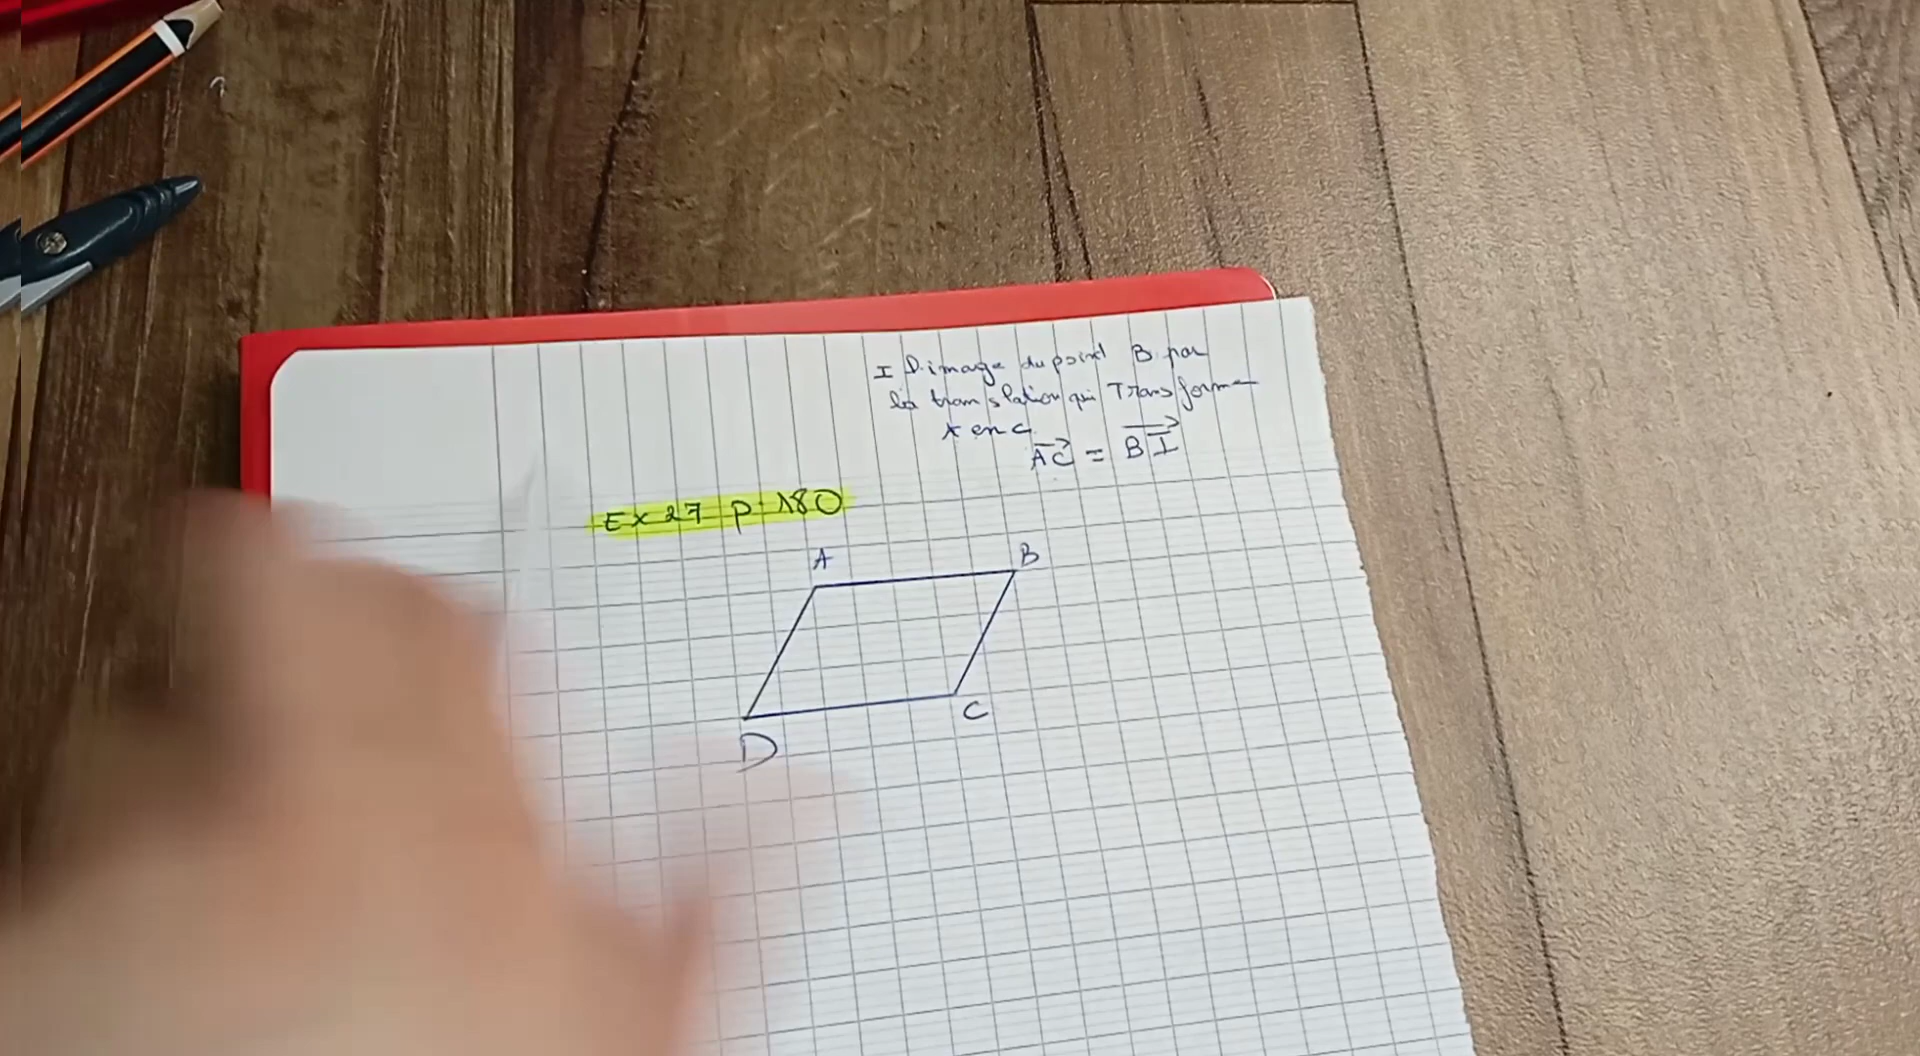 I l'image du point B par
la translation qui Transforme
A en C
AC = BI
Ex 27 p. 180
A
B
C
D